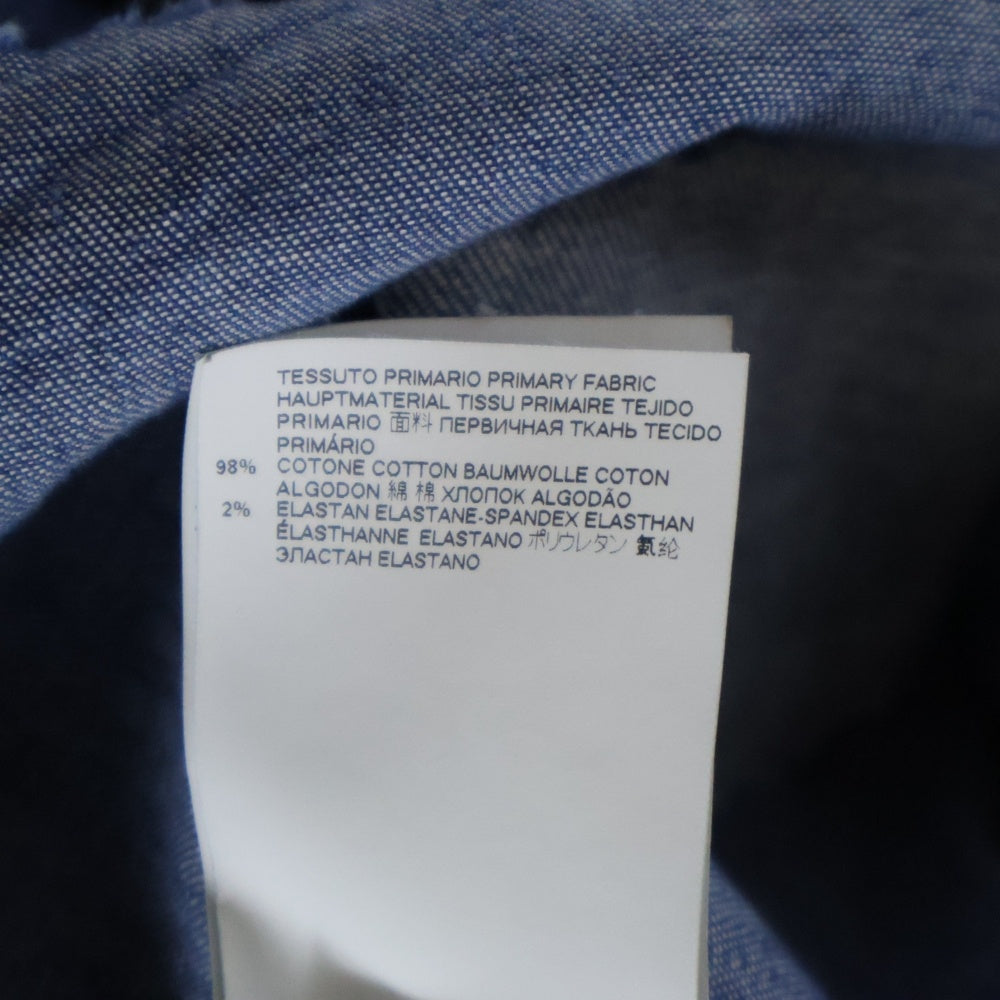 TESSUTO PRIMARIO PRIMARY FABRIC
HAUPTMATERIAL TISSU PRIMAIRE TEJIDO
PRIMARIO 面料 ПЕРВИЧНАЯ ТКАНЬ TECIDO
PRIMÁRIO
98% COTONE COTTON BAUMWOLLE COTON
ALGODON 綿 棉 ХЛОПОК ALGODÃO
2% ELASTAN ELASTANE-SPANDEX ELASTHAN
ÉLASTHANNE ELASTANO ポリウレタン 氨纶
ЭЛАСТАН ELASTANO